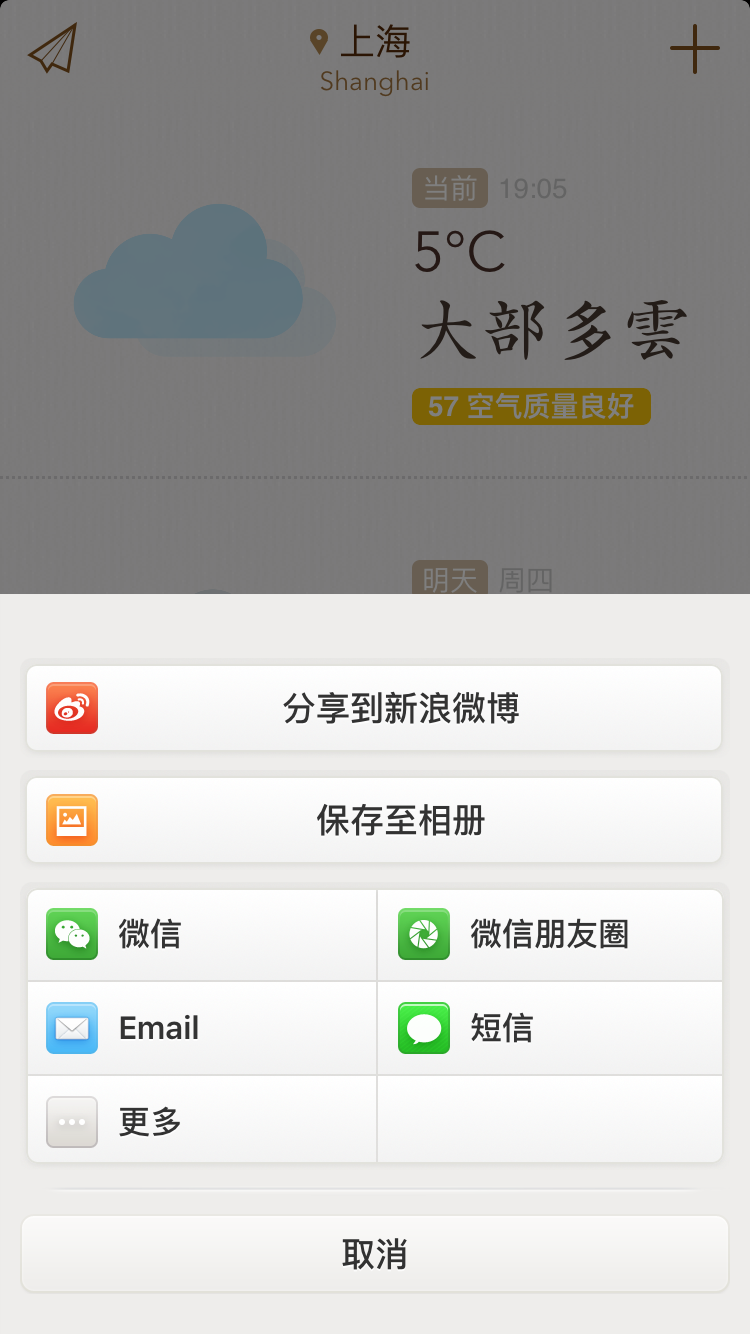 上海
Shanghai
当前 19:05
5°C
大部多雲
57 空气质量良好
明天 周四
分享到新浪微博
保存至相册
微信 微信朋友圈
Email 短信
更多
取消